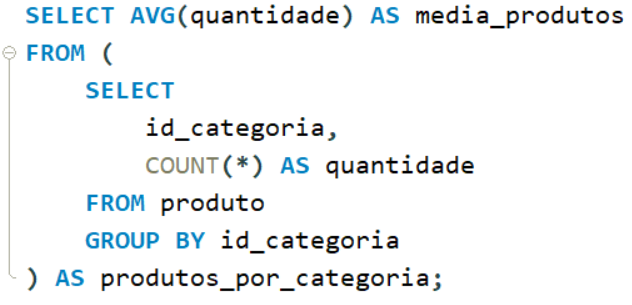 SELECT AVG(quantidade) AS media_produtos
FROM (
    SELECT
        id_categoria,
        COUNT(*) AS quantidade
    FROM produto
    GROUP BY id_categoria
) AS produtos_por_categoria;